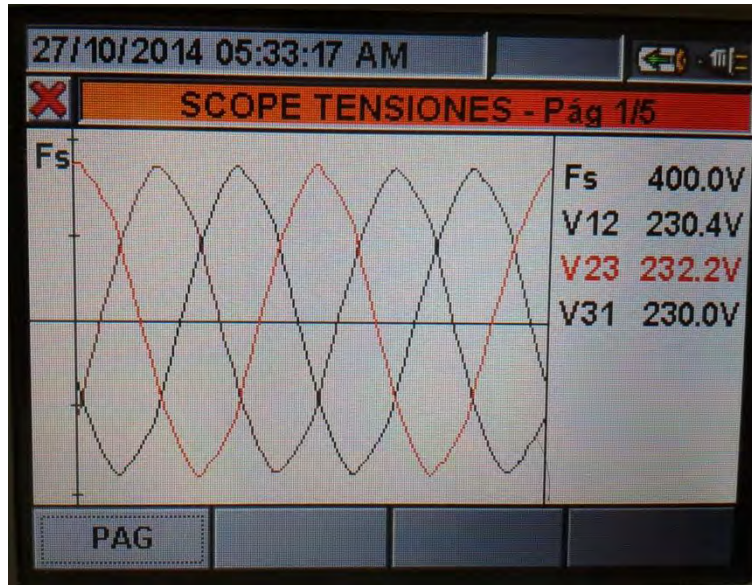 27/10/2014 05:33:17 AM
SCOPE TENSIONES - Pág 1/5
Fs
Fs 400.0V
V12 230.4V
V23 232.2V
V31 230.0V
PAG